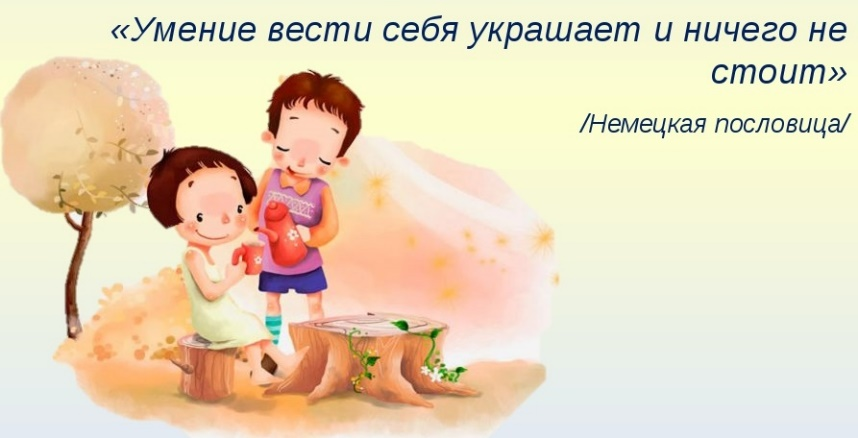 «Умение вести себя украшает и ничего не
стоит»
/Немецкая пословица/